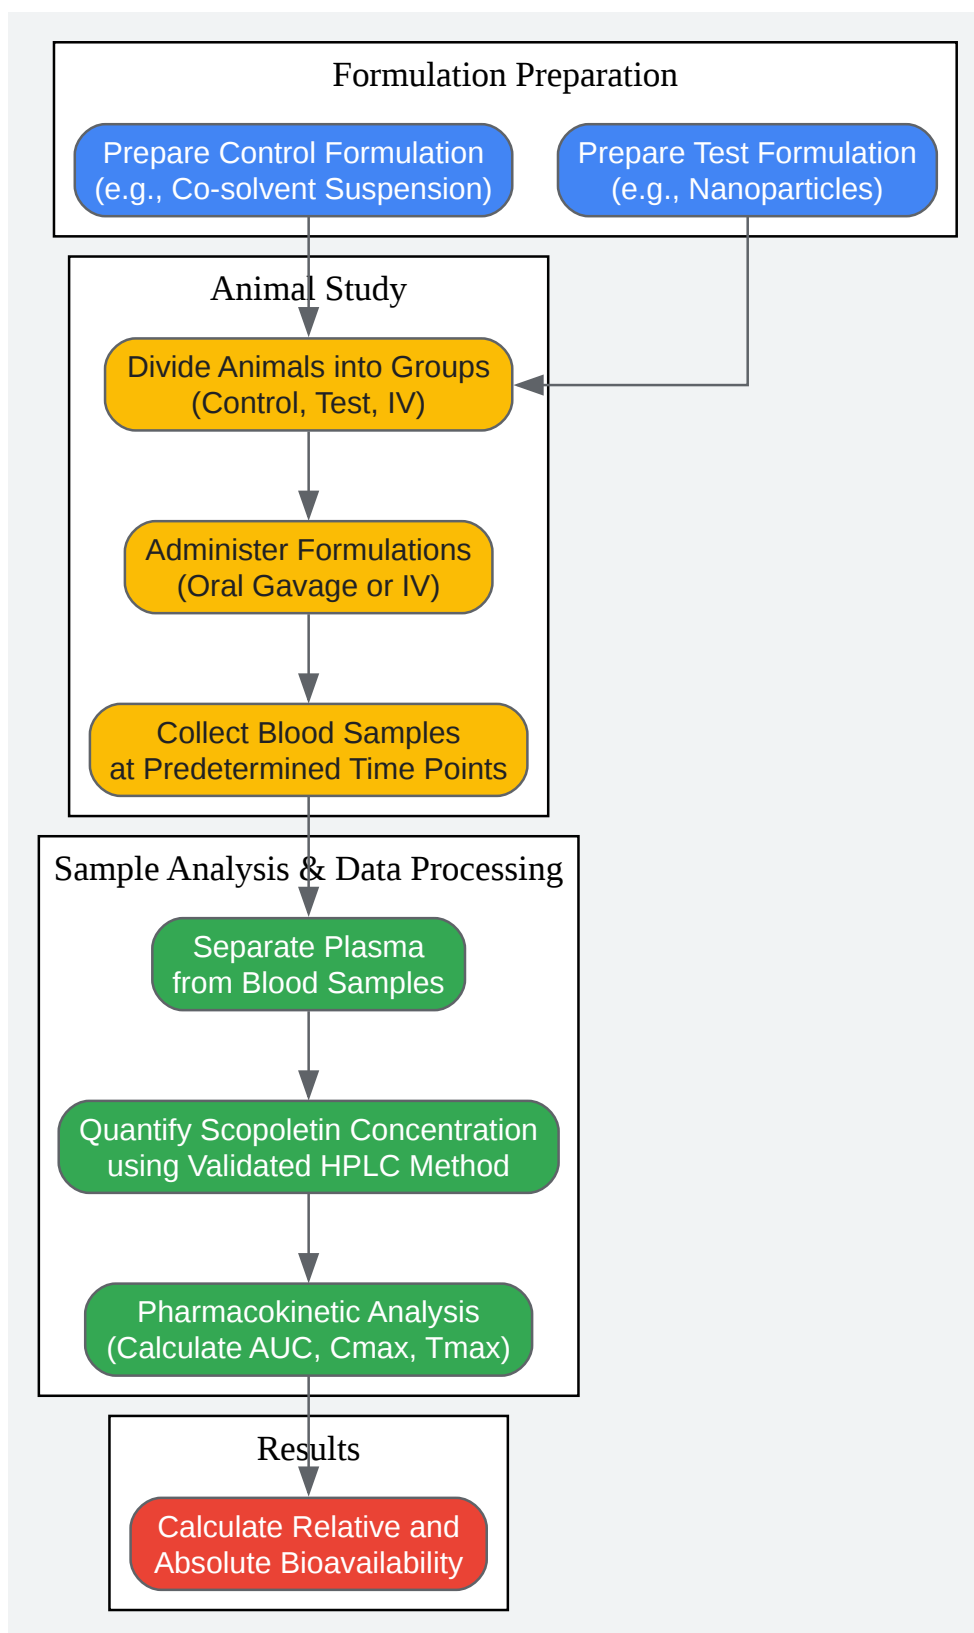 Formulation Preparation
Prepare Control Formulation
(e.g., Co-solvent Suspension)
Prepare Test Formulation
(e.g., Nanoparticles)
Animal Study
Divide Animals into Groups
(Control, Test, IV)
Administer Formulations
(Oral Gavage or IV)
Collect Blood Samples
at Predetermined Time Points
Sample Analysis & Data Processing
Separate Plasma
from Blood Samples
Quantify Scopoletin Concentration
using Validated HPLC Method
Pharmacokinetic Analysis
(Calculate AUC, Cmax, Tmax)
Results
Calculate Relative and
Absolute Bioavailability